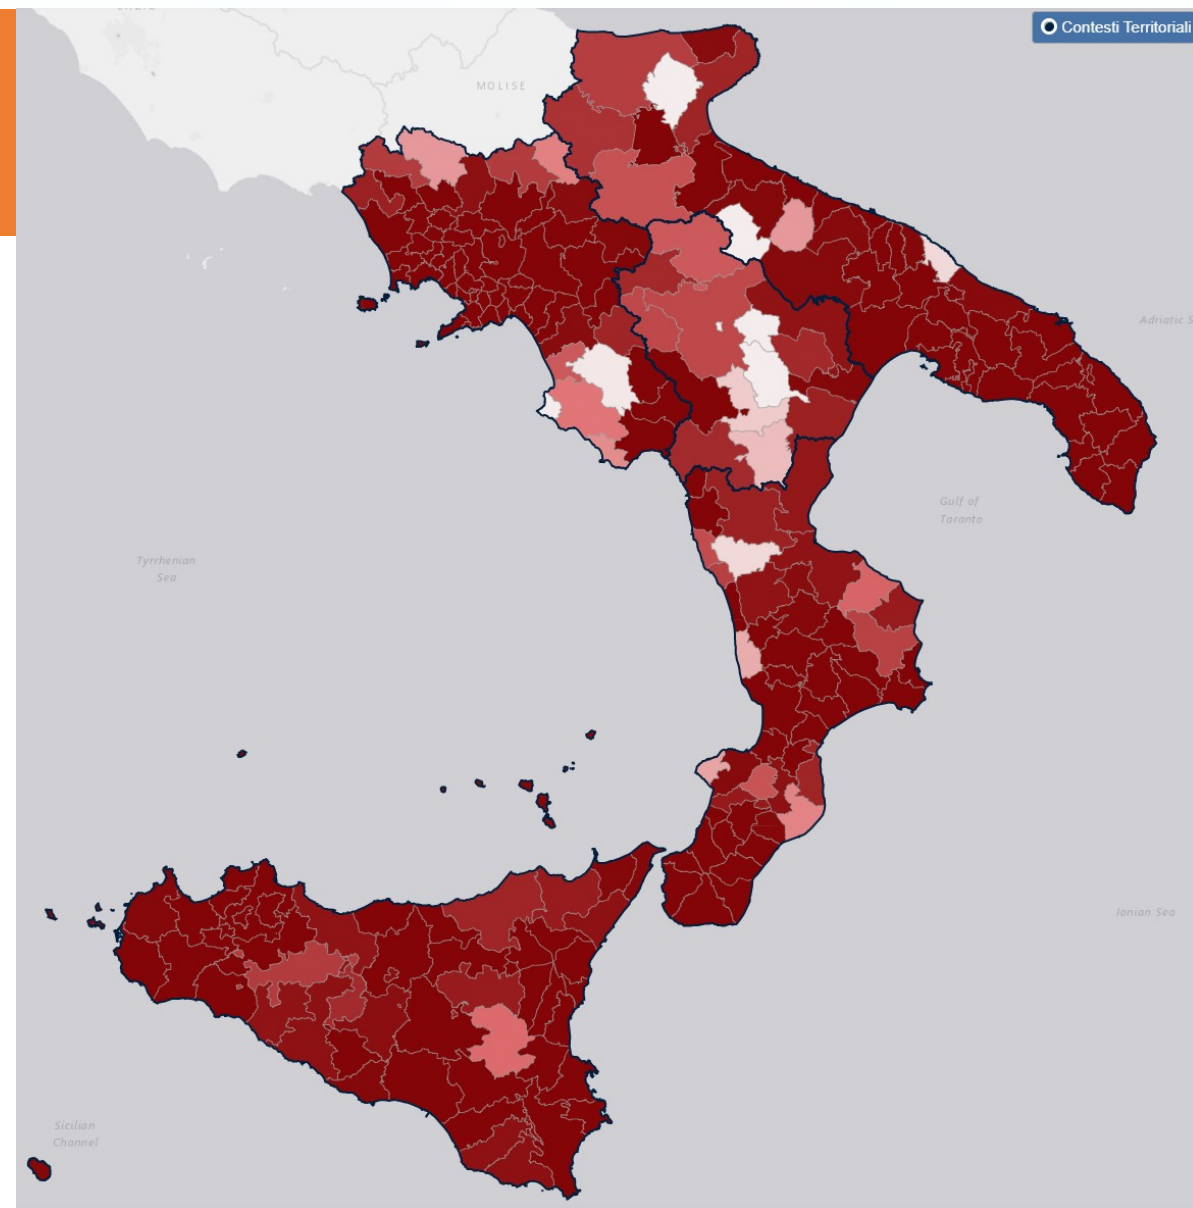 Contesti Territoriali
MOLISE
Adriatic S
Gulf of
Taranto
Tyrrhenian
Sea
Ionian Sea
Sicilian
Channel